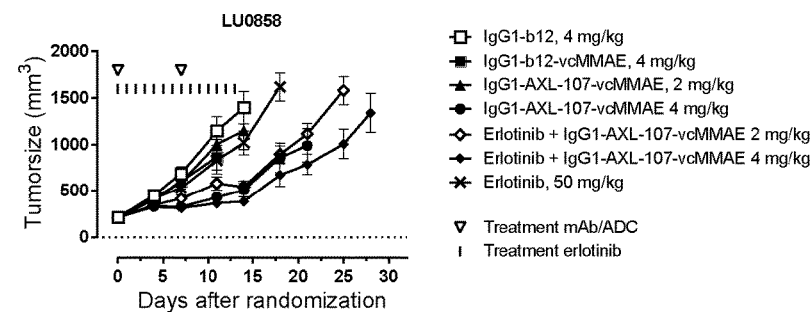 LU0858
Tumorsize (mm³)
2000
1500
1000
500
0
0 5 10 15 20 25 30
Days after randomization
IgG1-b12, 4 mg/kg
IgG1-b12-vcMMAE, 4 mg/kg
IgG1-AXL-107-vcMMAE, 2 mg/kg
IgG1-AXL-107-vcMMAE 4 mg/kg
Erlotinib + IgG1-AXL-107-vcMMAE 2 mg/kg
Erlotinib + IgG1-AXL-107-vcMMAE 4 mg/kg
Erlotinib, 50 mg/kg
Treatment mAb/ADC
Treatment erlotinib